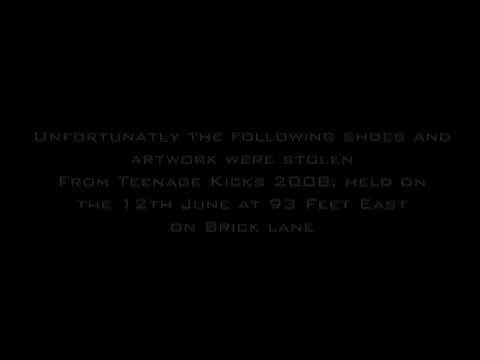 Unfortunatly the following shoes and
artwork were stolen
From Teenage Kicks 2008, held on
the 12th June at 93 Feet East
on Brick lane